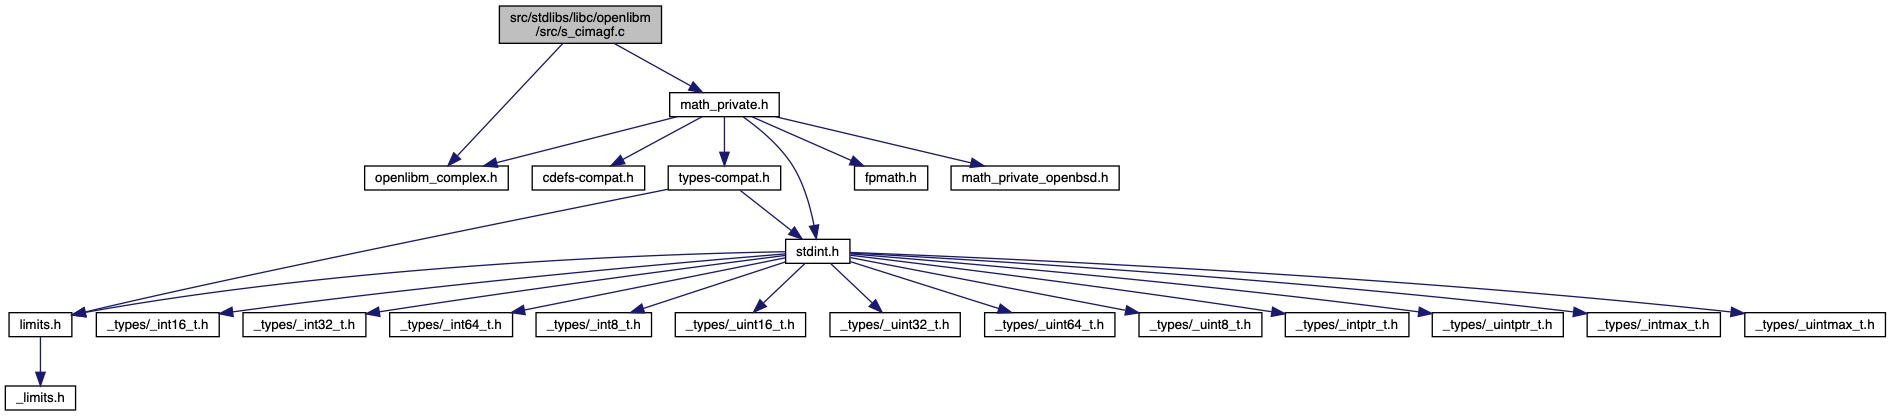 src/stdlibs/libc/openlibm
/src/s_cimagf.c
math_private.h
openlibm_complex.h
cdefs-compat.h
types-compat.h
fpmath.h
math_private_openbsd.h
stdint.h
limits.h
_types/_int16_t.h
_types/_int32_t.h
_types/_int64_t.h
_types/_int8_t.h
_types/_uint16_t.h
_types/_uint32_t.h
_types/_uint64_t.h
_types/_uint8_t.h
_types/_intptr_t.h
_types/_uintptr_t.h
_types/_intmax_t.h
_types/_uintmax_t.h
_limits.h